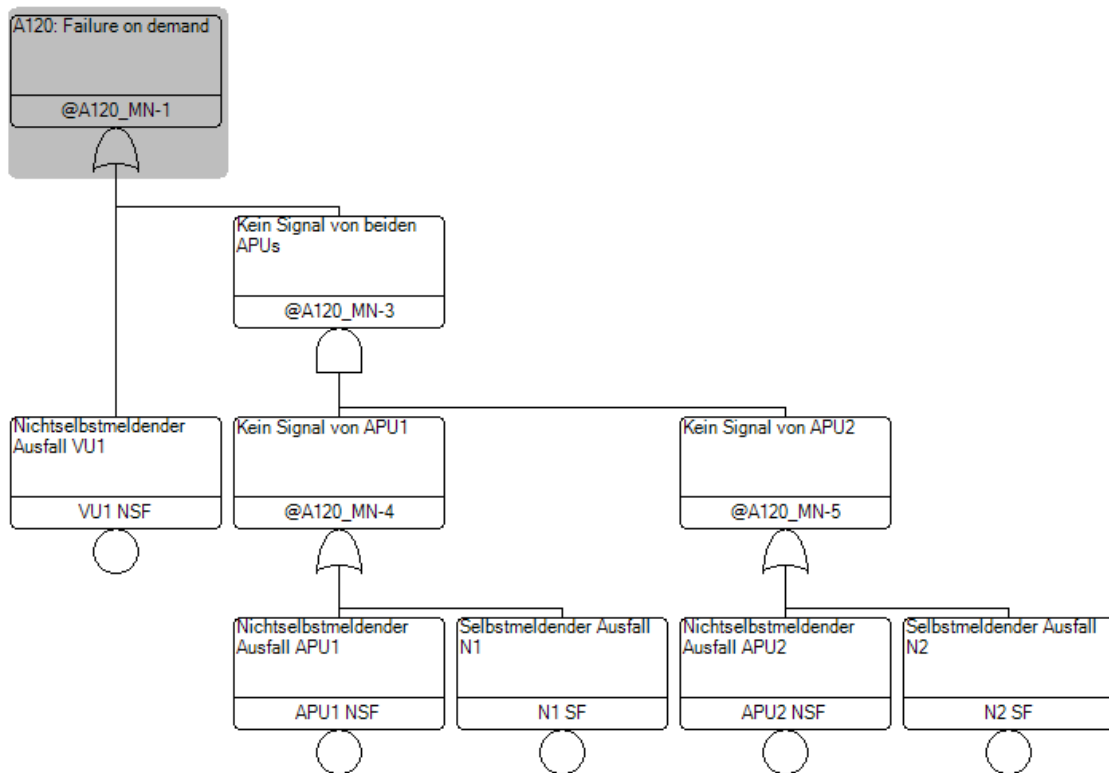 A120: Failure on demand
@A120_MN-1
Kein Signal von beiden
APUs
@A120_MN-3
Nichtselbstmeldender
Ausfall VU1
VU1 NSF
Kein Signal von APU1
@A120_MN-4
Kein Signal von APU2
@A120_MN-5
Nichtselbstmeldender
Ausfall APU1
APU1 NSF
Selbstmeldender Ausfall
N1
N1 SF
Nichtselbstmeldender
Ausfall APU2
APU2 NSF
Selbstmeldender Ausfall
N2
N2 SF